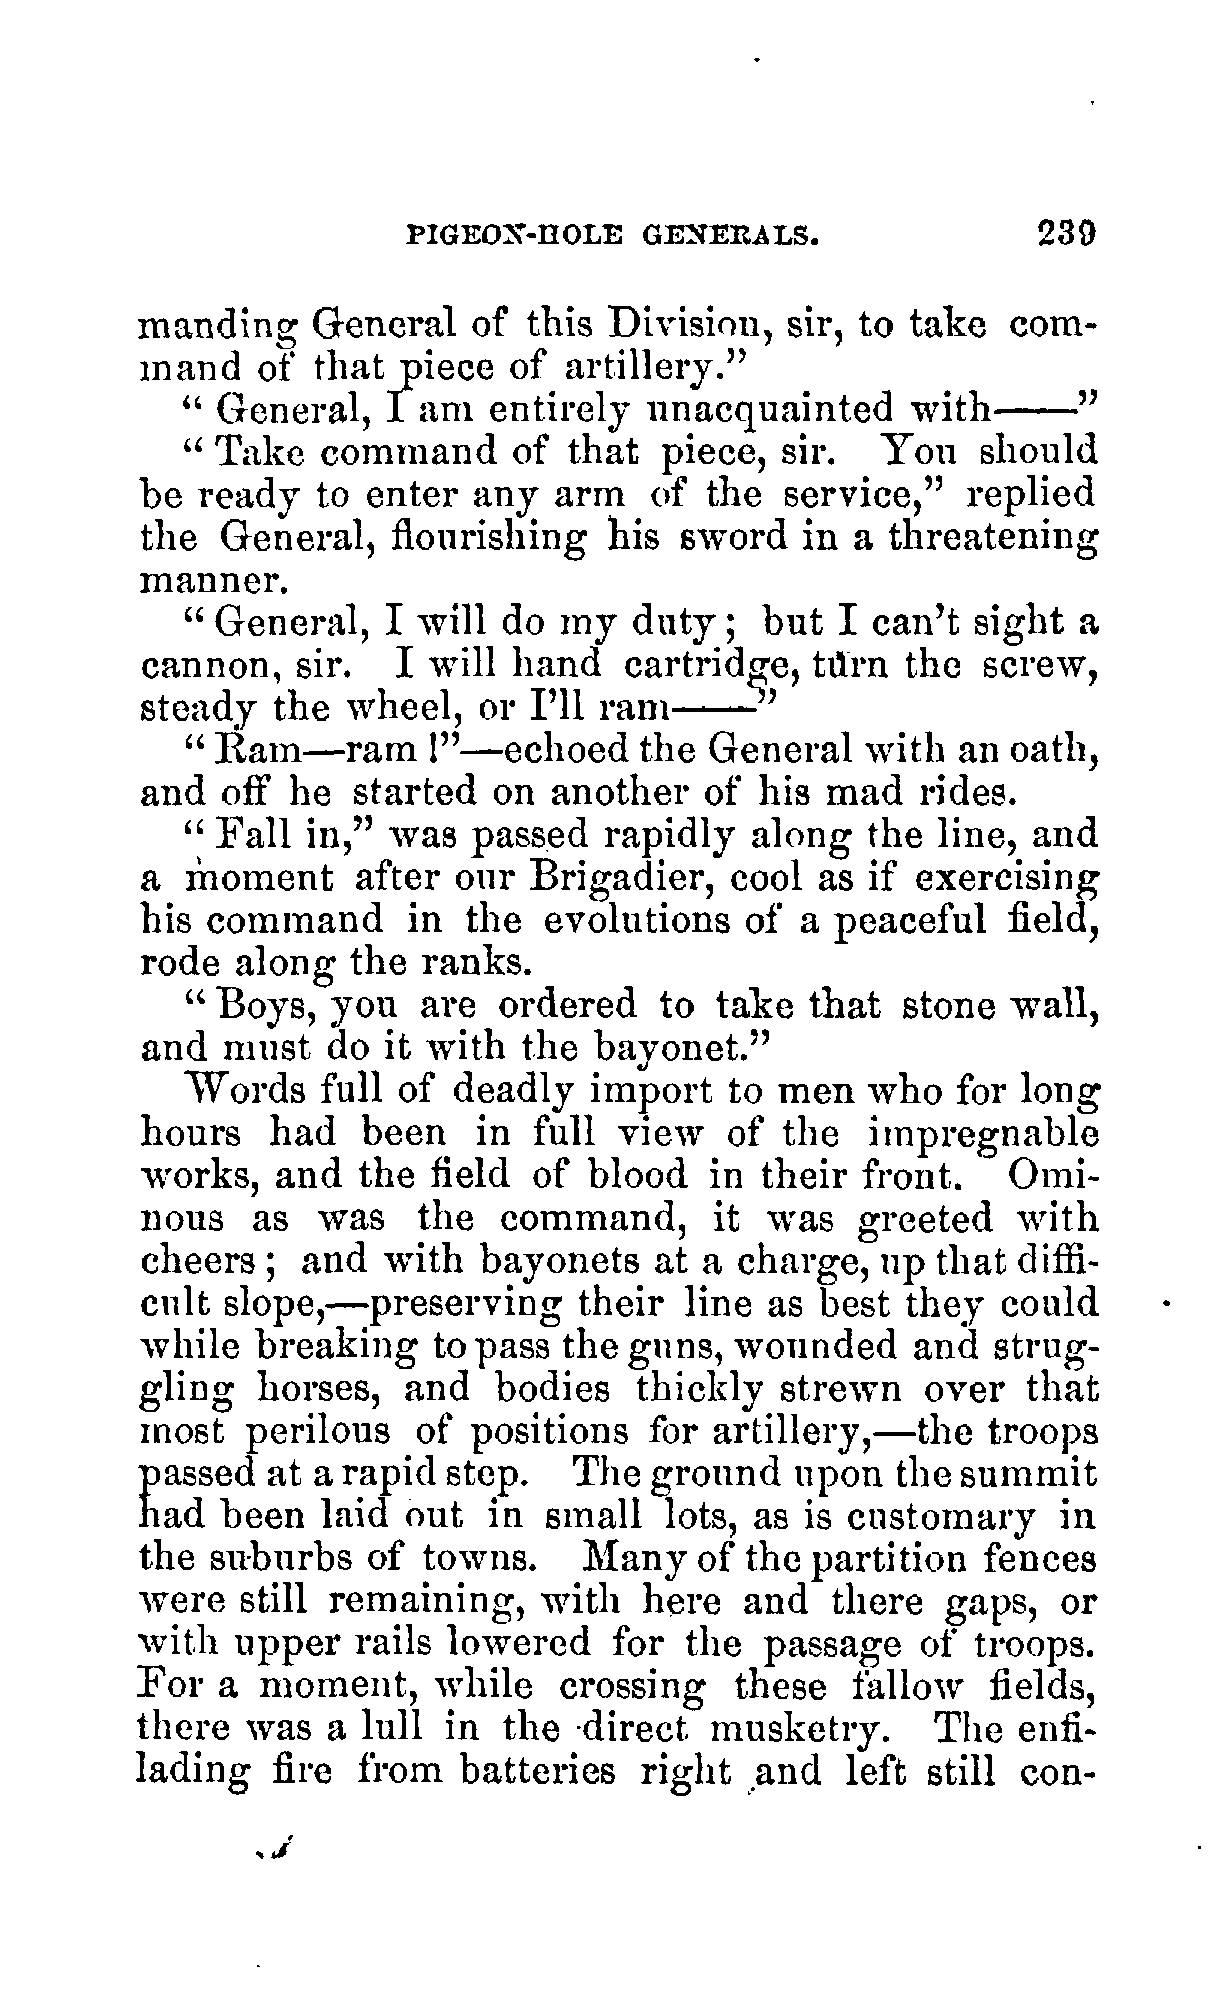 PIGEON-HOLE GENERALS. 239
manding General of this Division, sir, to take com-
mand of that piece of artillery."
" General, I am entirely unacquainted with——"
" Take command of that piece, sir. You should
be ready to enter any arm of the service," replied
the General, flourishing his sword in a threatening
manner.
" General, I will do my duty ; but I can't sight a
cannon, sir. I will hand cartridge, turn the screw,
steady the wheel, or I'll ram——"
" Ram—ram !"—echoed the General with an oath,
and off he started on another of his mad rides.
" Fall in," was passed rapidly along the line, and
a moment after our Brigadier, cool as if exercising
his command in the evolutions of a peaceful field,
rode along the ranks.
" Boys, you are ordered to take that stone wall,
and must do it with the bayonet."
Words full of deadly import to men who for long
hours had been in full view of the impregnable
works, and the field of blood in their front. Omi-
nous as was the command, it was greeted with
cheers ; and with bayonets at a charge, up that diffi-
cult slope,—preserving their line as best they could
while breaking to pass the guns, wounded and strug-
gling horses, and bodies thickly strewn over that
most perilous of positions for artillery,—the troops
passed at a rapid step. The ground upon the summit
had been laid out in small lots, as is customary in
the suburbs of towns. Many of the partition fences
were still remaining, with here and there gaps, or
with upper rails lowered for the passage of troops.
For a moment, while crossing these fallow fields,
there was a lull in the direct musketry. The enfi-
lading fire from batteries right and left still con-